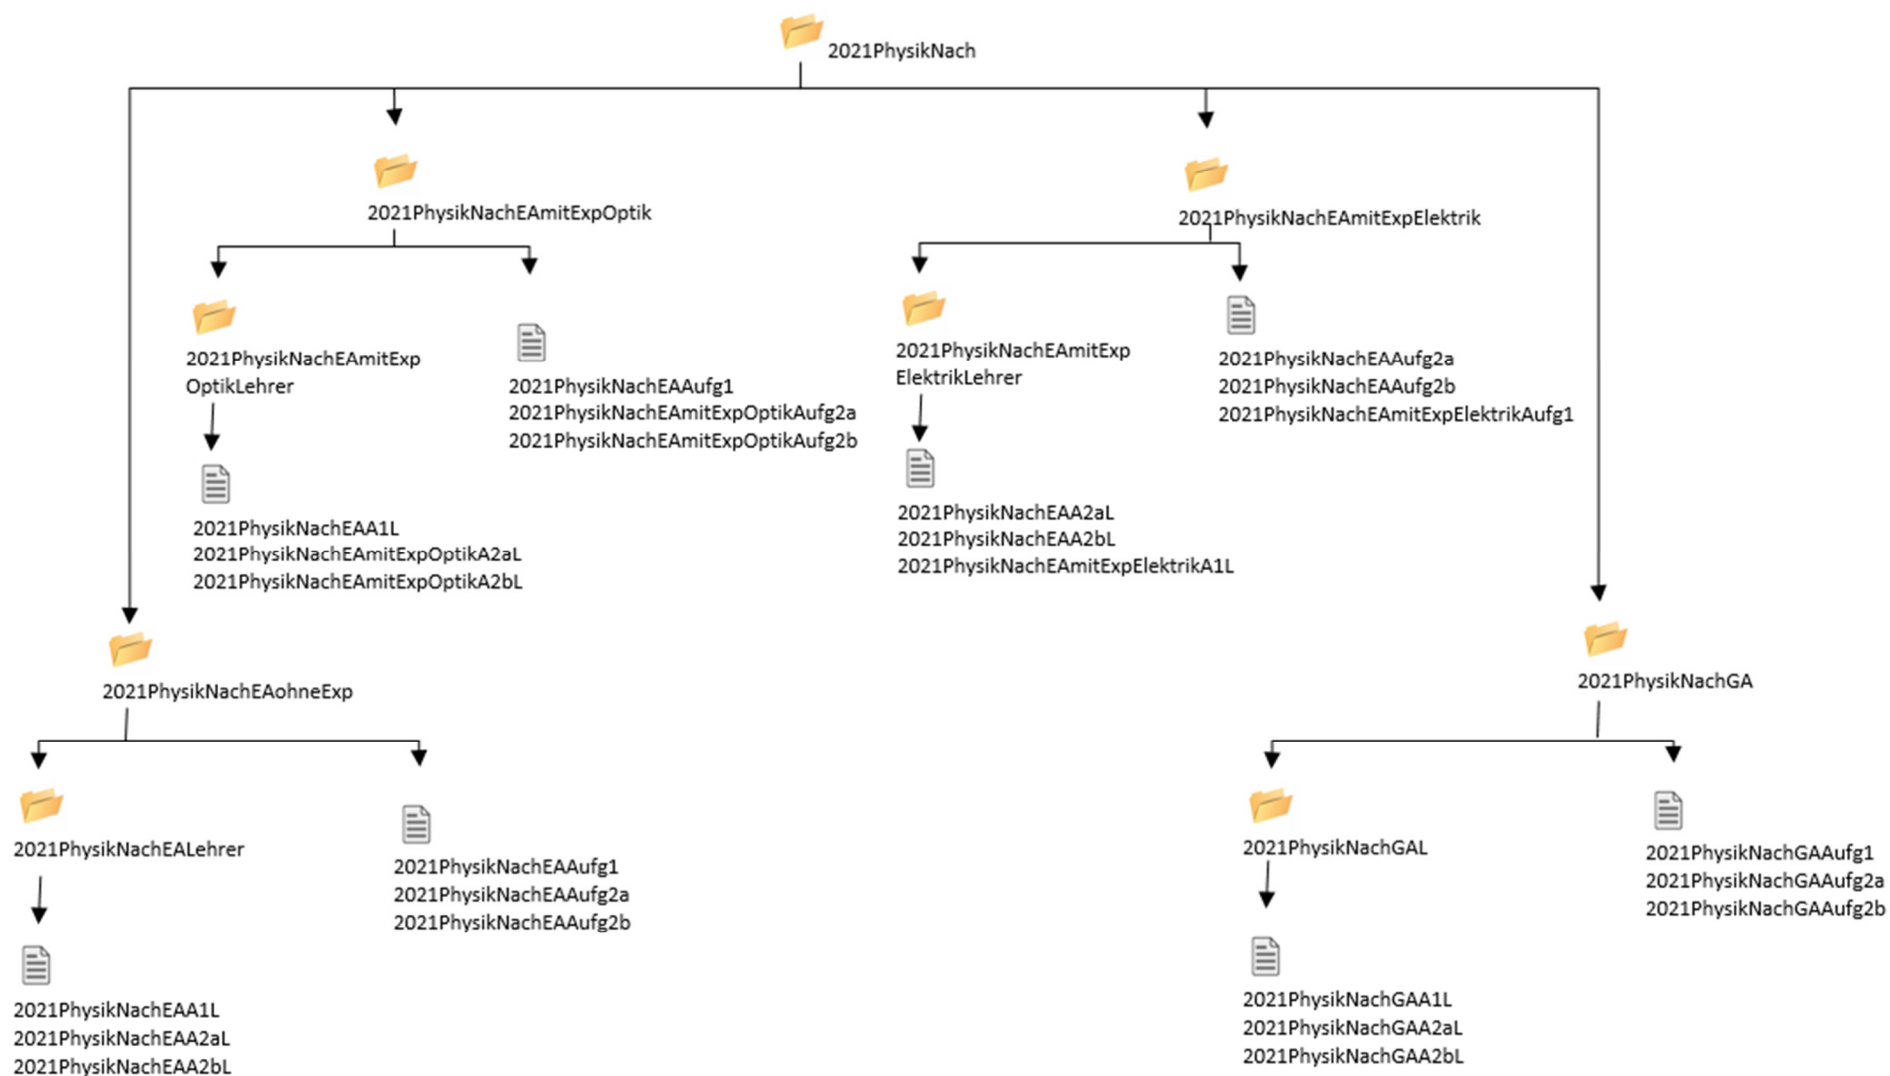 2021PhysikNach
2021PhysikNachEAmitExpOptik
2021PhysikNachEAmitExpElektrik
2021PhysikNachEAmitExp
OptikLehrer
2021PhysikNachEAAufg1
2021PhysikNachEAmitExpOptikAufg2a
2021PhysikNachEAmitExpOptikAufg2b
2021PhysikNachEAmitExp
ElektrikLehrer
2021PhysikNachEAAufg2a
2021PhysikNachEAAufg2b
2021PhysikNachEAmitExpElektrikAufg1
2021PhysikNachEAA1L
2021PhysikNachEAmitExpOptikA2aL
2021PhysikNachEAmitExpOptikA2bL
2021PhysikNachEAA2aL
2021PhysikNachEAA2bL
2021PhysikNachEAmitExpElektrikA1L
2021PhysikNachEAohneExp
2021PhysikNachGA
2021PhysikNachEALehrer
2021PhysikNachEAAufg1
2021PhysikNachEAAufg2a
2021PhysikNachEAAufg2b
2021PhysikNachGAL
2021PhysikNachGAAufg1
2021PhysikNachGAAufg2a
2021PhysikNachGAAufg2b
2021PhysikNachEAA1L
2021PhysikNachEAA2aL
2021PhysikNachEAA2bL
2021PhysikNachGAA1L
2021PhysikNachGAA2aL
2021PhysikNachGAA2bL